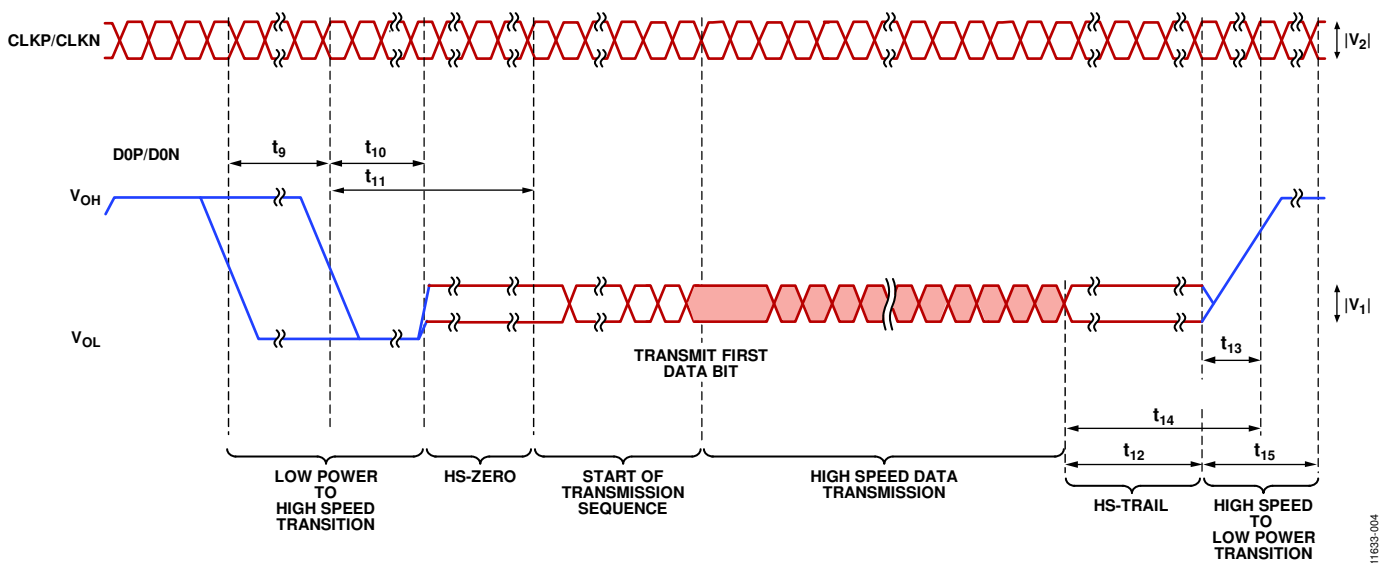 CLKP/CLKN
|V2|
D0P/D0N
t9
t10
t11
VOH
VOL
|V1|
TRANSMIT FIRST
DATA BIT
t13
t14
t12
t15
LOW POWER
TO
HIGH SPEED
TRANSITION
HS-ZERO
START OF
TRANSMISSION
SEQUENCE
HIGH SPEED DATA
TRANSMISSION
HS-TRAIL
HIGH SPEED
TO
LOW POWER
TRANSITION
11633-004